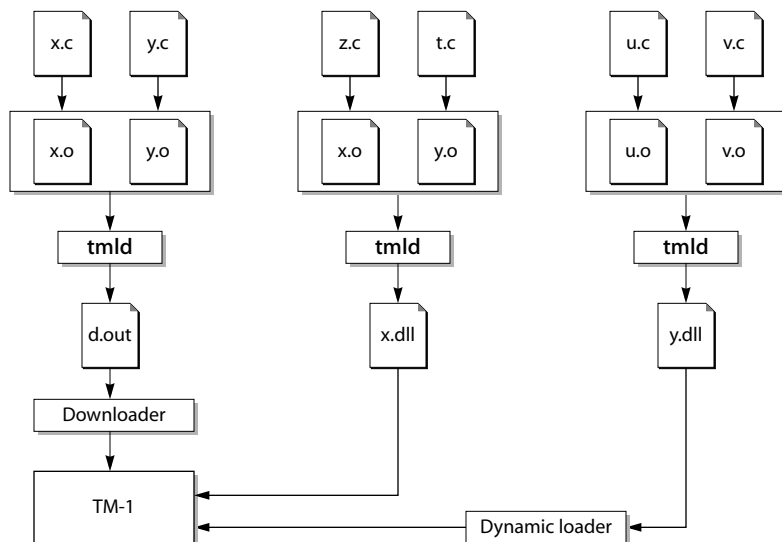 x.c y.c z.c t.c u.c v.c
x.o y.o x.o y.o u.o v.o
tmld tmld tmld
d.out x.dll y.dll
Downloader
TM-1
Dynamic loader